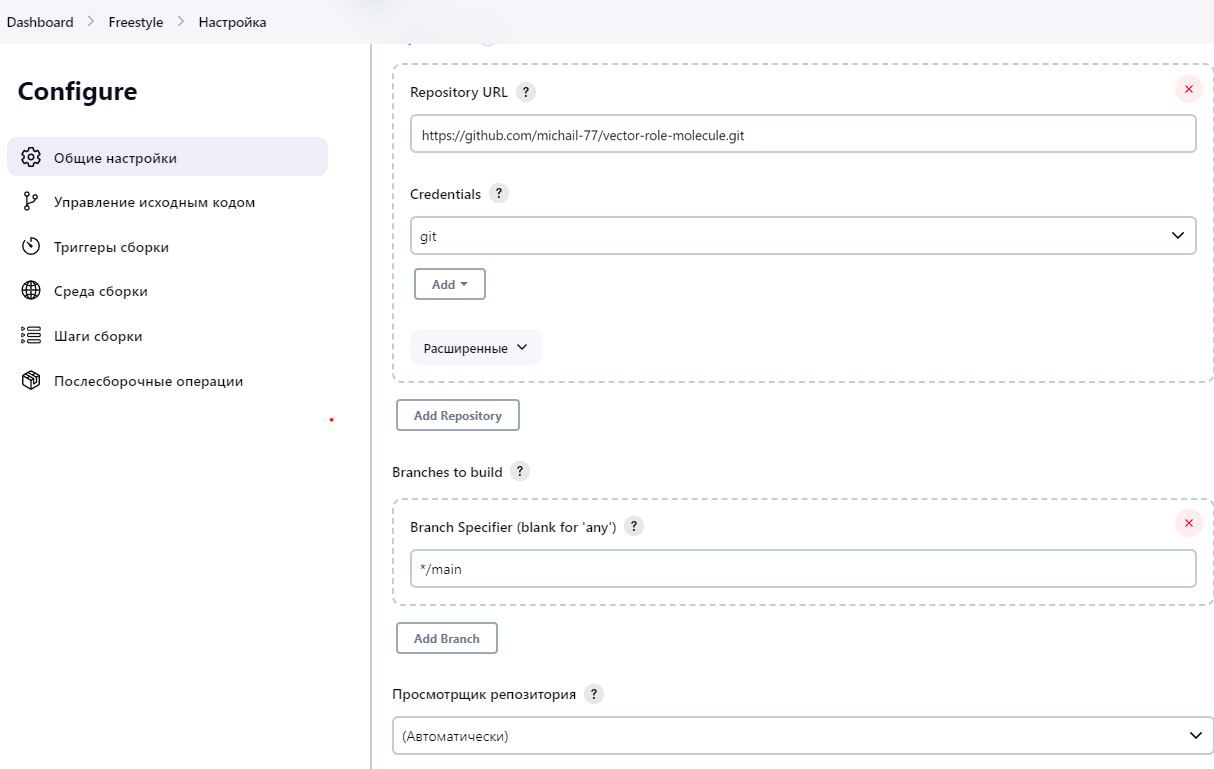 Dashboard > Freestyle > Настройка
Configure
Общие настройки
Управление исходным кодом
Триггеры сборки
Среда сборки
Шаги сборки
Послесборочные операции
Repository URL ?
https://github.com/michail-77/vector-role-molecule.git
Credentials ?
git
Add
Расширенные
Add Repository
Branches to build ?
Branch Specifier (blank for 'any') ?
*/main
Add Branch
Просмотрщик репозитория ?
(Автоматически)